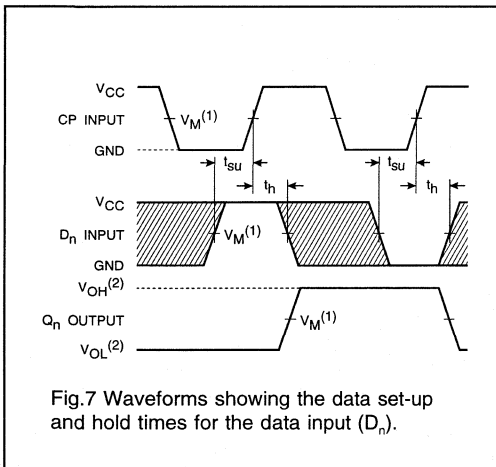 VCC
CP INPUT
VM(1)
GND
tsu
tsu
th
th
VCC
Dn INPUT
VM(1)
GND
VOH(2)
Qn OUTPUT
VM(1)
VOL(2)
Fig.7 Waveforms showing the data set-up
and hold times for the data input (Dn).